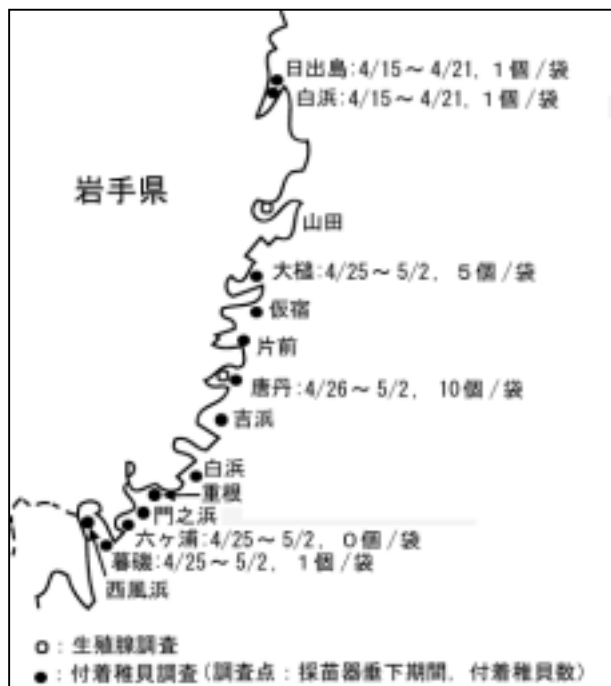 日出島:4/15～4/21, 1個/袋
白浜:4/15～4/21, 1個/袋
岩手県
山田
大槌:4/25～5/2, 5個/袋
仮宿
片前
唐丹:4/26～5/2, 10個/袋
吉浜
白浜
重根
門之浜
六ヶ浦:4/25～5/2, 0個/袋
暮磯:4/25～5/2, 1個/袋
西風浜
○:生殖腺調査
●:付着稚貝調査(調査点:採苗器垂下期間, 付着稚貝数)